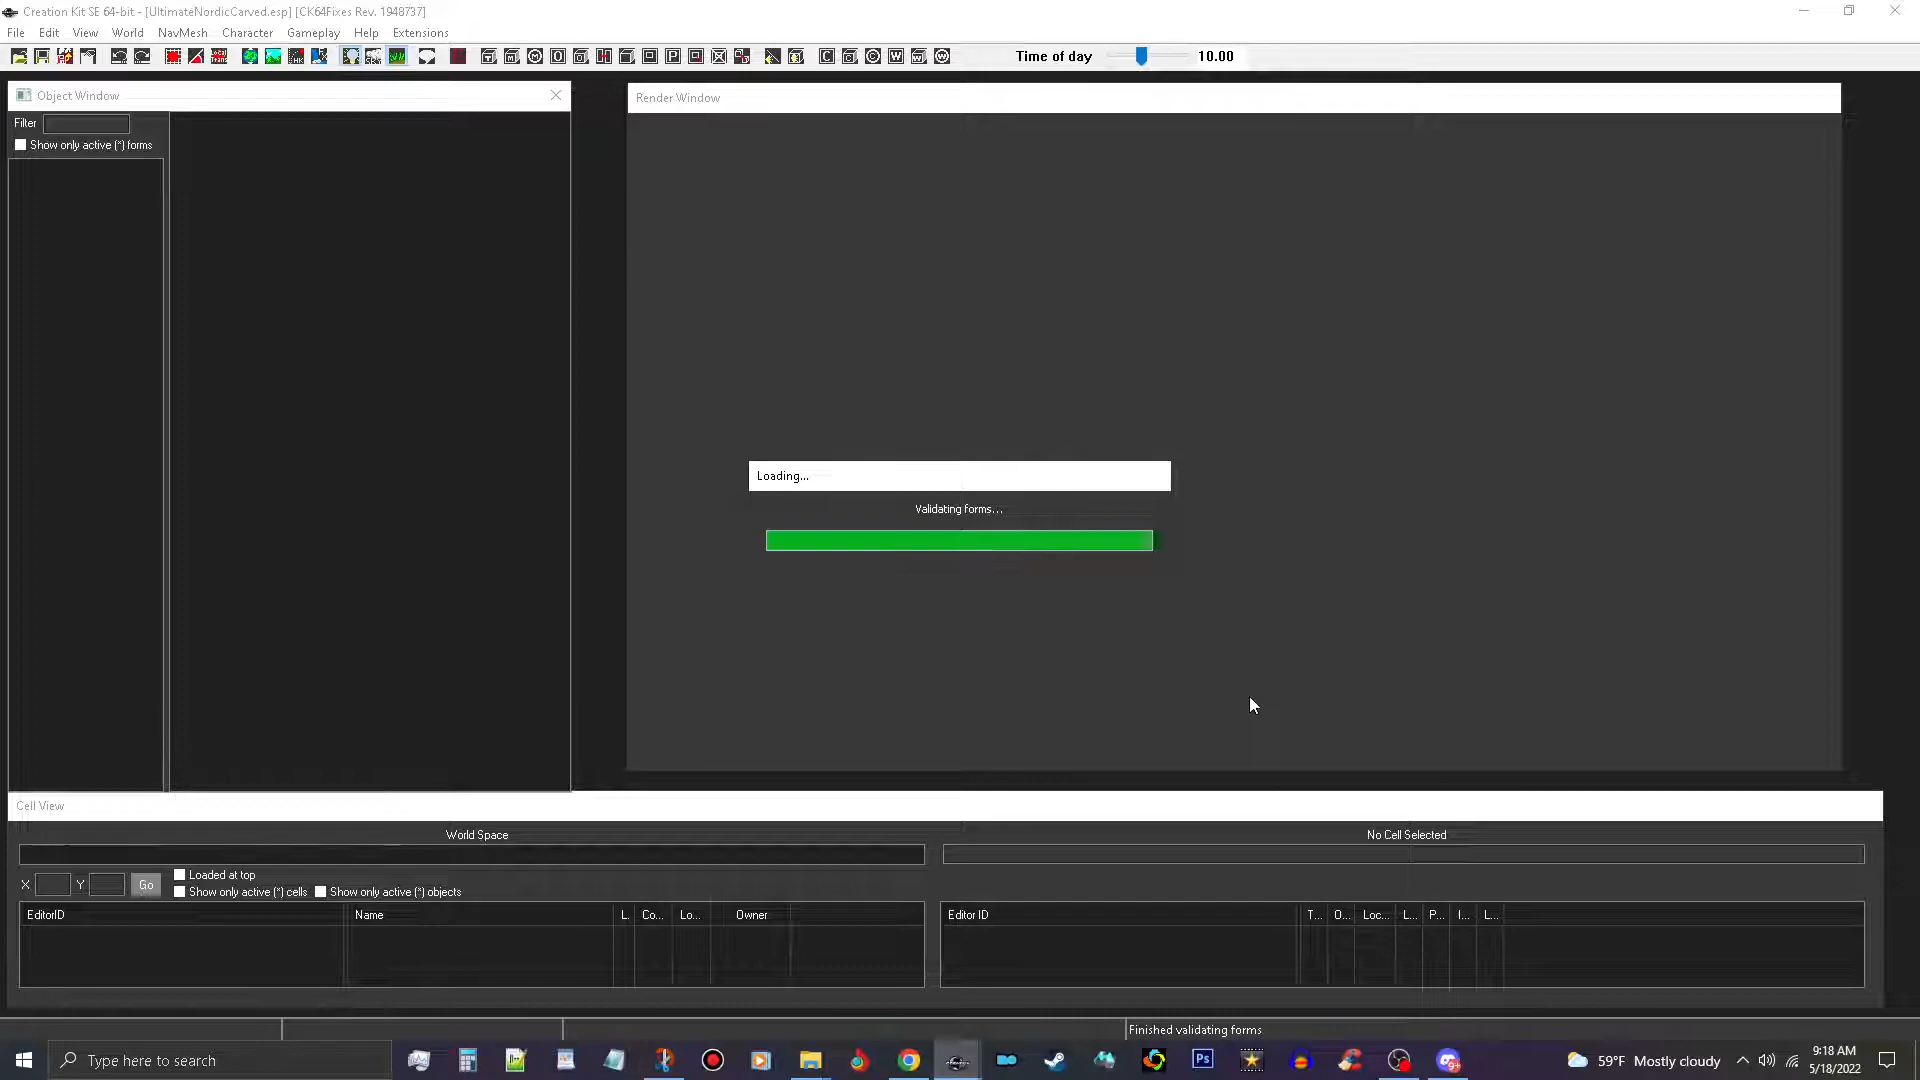 Creation Kit SE 64-bit - [UltimateNordicCarved.esp] [CK64Fixes Rev. 1948737]
File Edit View World NavMesh Character Gameplay Help Extensions
Time of day 10.00
Object Window
Render Window
Filter
Show only active (*) forms
Loading...
Validating forms...
Cell View
World Space
No Cell Selected
X Y Go
Loaded at top
Show only active (*) cells
Show only active (*) objects
EditorID Name L. Co... Lo... Owner
Editor ID T... O... Loc... L... P... I... L...
Finished validating forms
Type here to search
Ps
9+
59°F Mostly cloudy
9:18 AM
5/18/2022